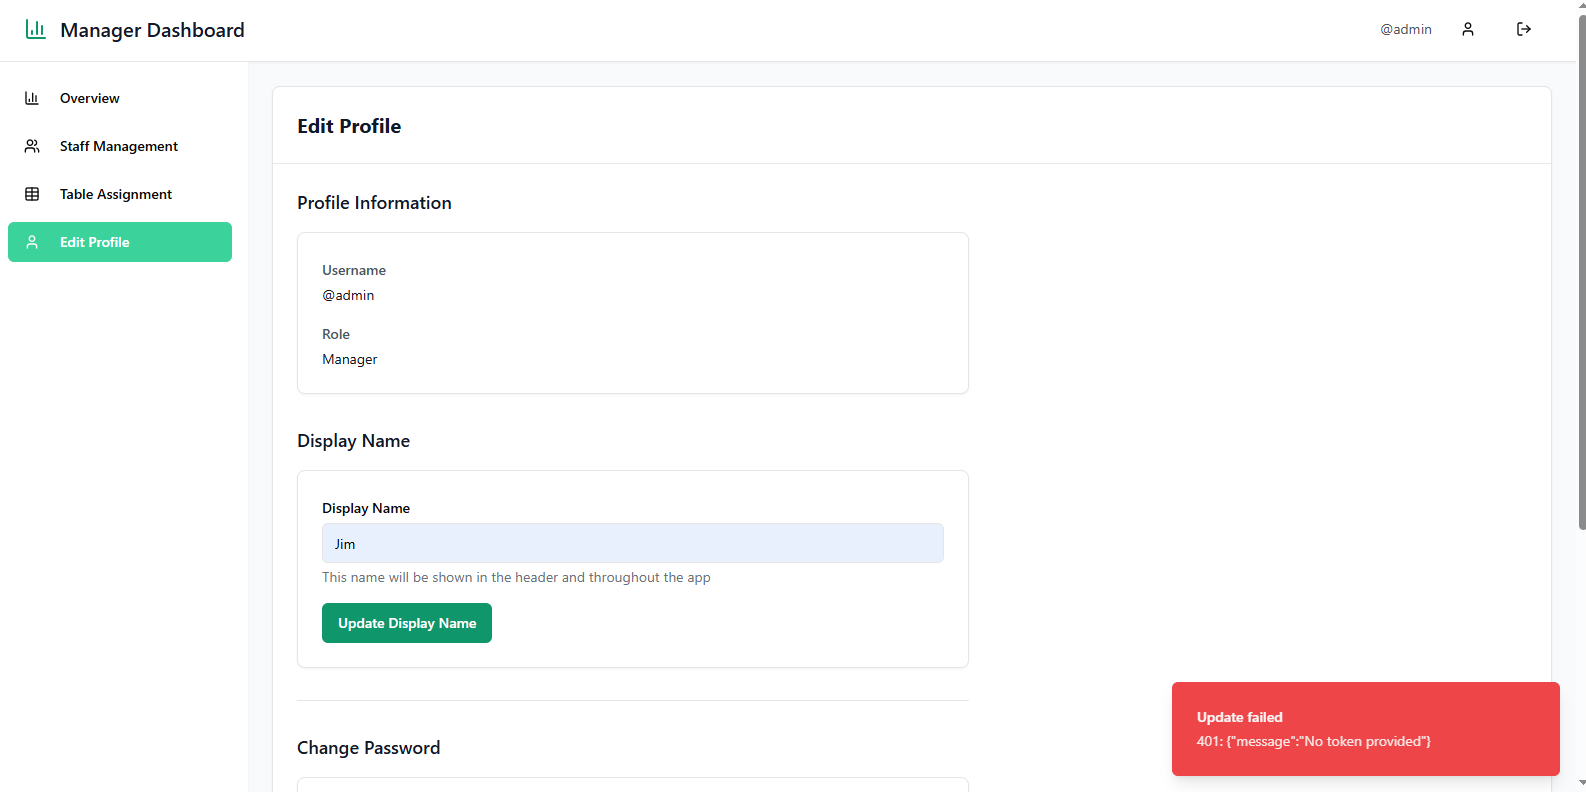 Manager Dashboard
@admin
Overview
Staff Management
Table Assignment
Edit Profile
Edit Profile
Profile Information
Username
@admin
Role
Manager
Display Name
Display Name
Jim
This name will be shown in the header and throughout the app
Update Display Name
Change Password
Update failed
401: {"message":"No token provided"}